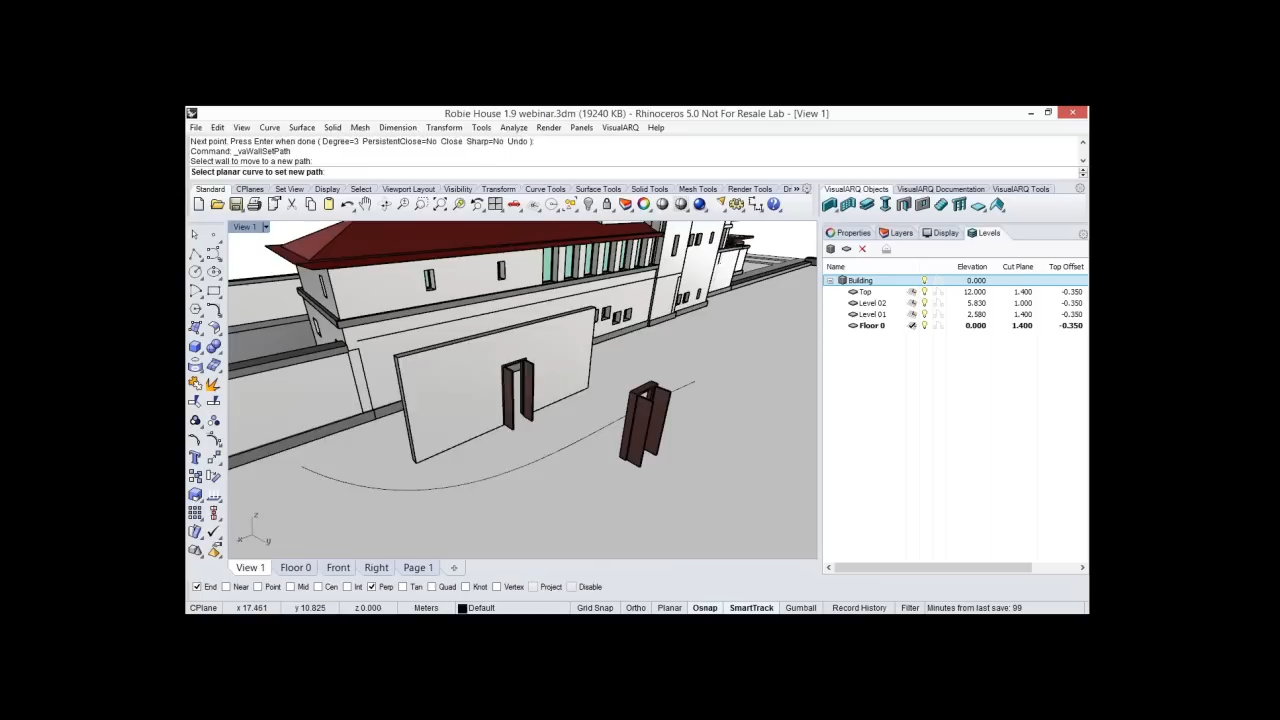 Robie House 1.9 webinar.3dm (19240 KB) - Rhinoceros 5.0 Not For Resale Lab - [View 1]
File Edit View Curve Surface Solid Mesh Dimension Transform Tools Analyze Render Panels VisualARQ Help
Next point. Press Enter when done ( Degree=3 PersistentClose=No Close Sharp=No Undo ):
Command: _vaWallSetPath
Select wall to move to a new path:
Select planar curve to set new path:
Standard CPlanes Set View Display Select Viewport Layout Visibility Transform Curve Tools Surface Tools Solid Tools Mesh Tools Render Tools Dr »
VisualARQ Objects VisualARQ Documentation VisualARQ Tools
View 1
Properties Layers Display Levels
Name Elevation Cut Plane Top Offset
Building 0.000
Top 12.000 1.400 -0.350
Level 02 5.830 1.000 -0.350
Level 01 2,580 1.400 -0.350
Floor 0 0.000 1.400 -0.350
z
x
y
View 1 Floor 0 Front Right Page 1
End Near Point Mid Cen Int Perp Tan Quad Knot Vertex Project Disable
CPlane x 17.461 y 10.825 z 0.000 Meters Default Grid Snap Ortho Planar Osnap SmartTrack Gumball Record History Filter Minutes from last save: 99